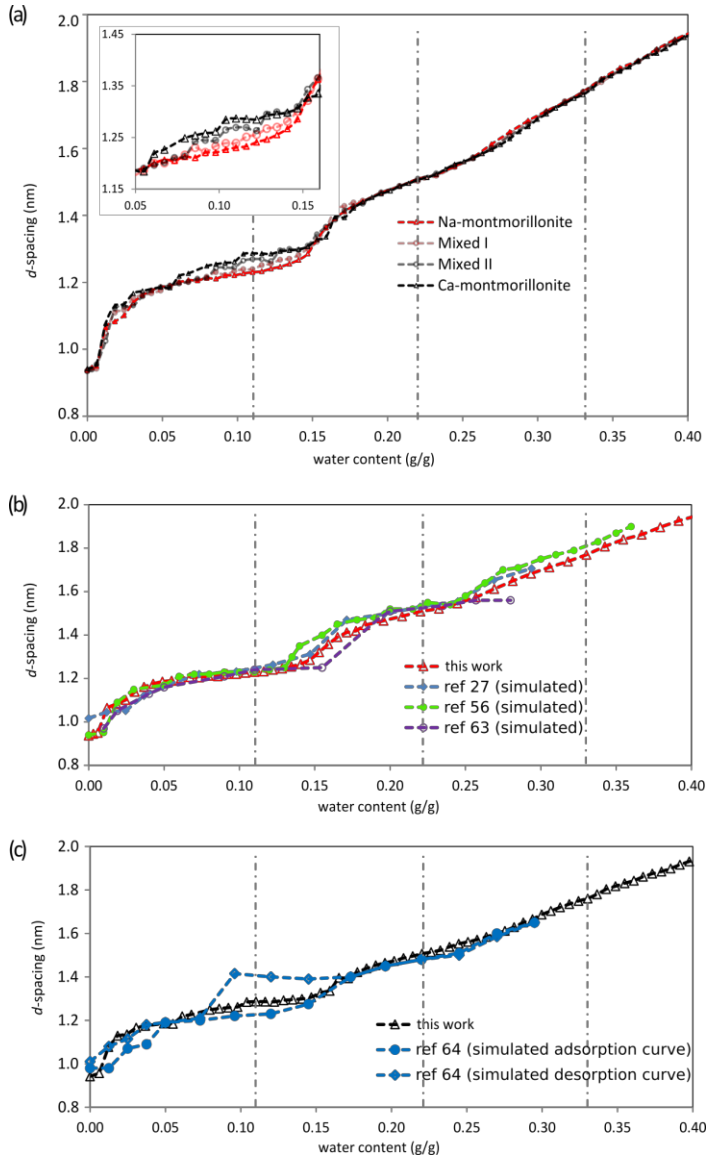 (a)
2.0
1.8
1.6
1.4
1.2
1.0
0.8
d-spacing (nm)
1.45
1.35
1.25
1.15
0.05 0.10 0.15
Na-montmorillonite
Mixed I
Mixed II
Ca-montmorillonite
0.00 0.05 0.10 0.15 0.20 0.25 0.30 0.35 0.40
water content (g/g)
(b)
2.0
1.8
1.6
1.4
1.2
1.0
0.8
d-spacing (nm)
this work
ref 27 (simulated)
ref 56 (simulated)
ref 63 (simulated)
0.00 0.05 0.10 0.15 0.20 0.25 0.30 0.35 0.40
water content (g/g)
(c)
2.0
1.8
1.6
1.4
1.2
1.0
0.8
d-spacing (nm)
this work
ref 64 (simulated adsorption curve)
ref 64 (simulated desorption curve)
0.00 0.05 0.10 0.15 0.20 0.25 0.30 0.35 0.40
water content (g/g)